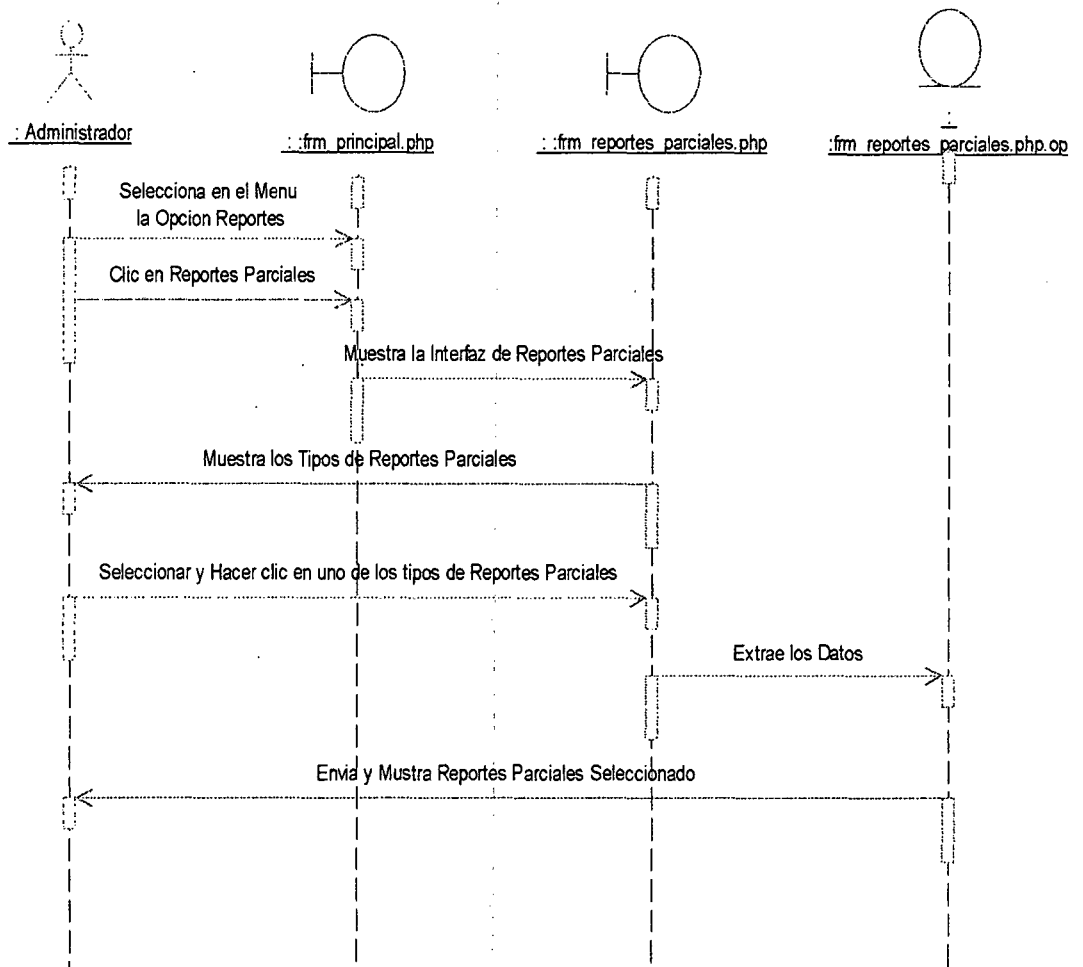 : Administrador
: :frm_principal.php
: :frm_reportes_parciales.php
:frm_reportes_parciales.php.op
Selecciona en el Menu
la Opcion Reportes
Clic en Reportes Parciales
Muestra la Interfaz de Reportes Parciales
Muestra los Tipos de Reportes Parciales
Seleccionar y Hacer clic en uno de los tipos de Reportes Parciales
Extrae los Datos
Envia y Mustra Reportes Parciales Seleccionado